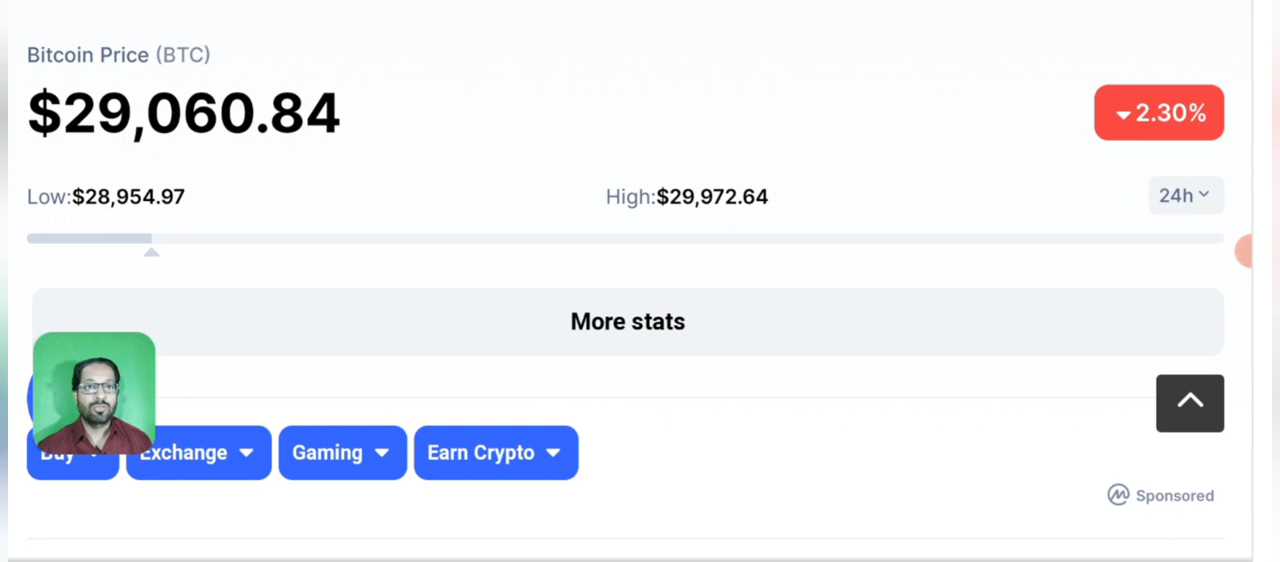 Bitcoin Price (BTC)
$29,060.84
2.30%
Low:$28,954.97 High:$29,972.64 24h
More stats
Buy Exchange Gaming Earn Crypto
Sponsored